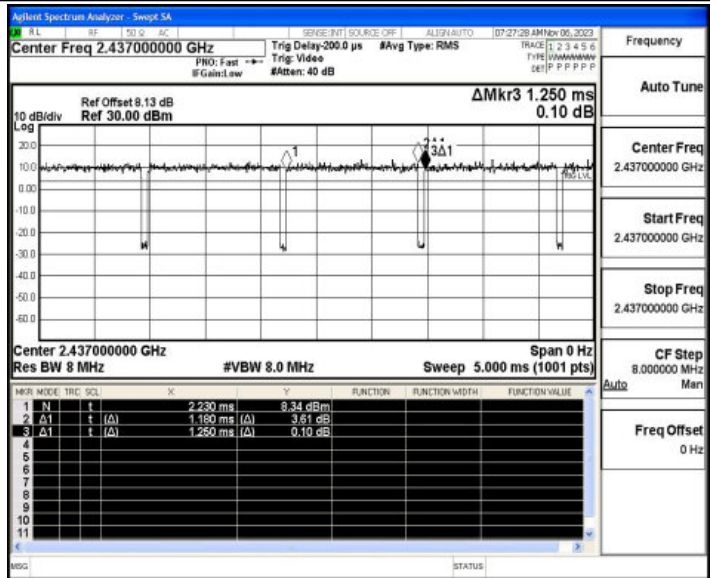 Agilent Spectrum Analyzer - Swept SA
RL RF 50 Ω AC SENSE:INT SOURCE OFF ALIGN AUTO 07:27:28 AM Nov 06, 2023
Center Freq 2.437000000 GHz
PNO: Fast
IFGain:Low
Trig Delay-200.0 µs
Trig: Video
#Atten: 40 dB
#Avg Type: RMS
TRACE 1 2 3 4 5 6
TYPE
DET P P P P P P
ΔMkr3 1.250 ms
0.10 dB
Ref Offset 8.13 dB
10 dB/div Ref 30.00 dBm
Log
20.0
10.0
0.00
-10.0
-20.0
-30.0
-40.0
-50.0
-60.0
1
3Δ1
TRIG LVL
Center 2.437000000 GHz Span 0 Hz
Res BW 8 MHz #VBW 8.0 MHz Sweep 5.000 ms (1001 pts)
MKR MODE TRC SCL X Y FUNCTION FUNCTION WIDTH FUNCTION VALUE
1 N t 2.230 ms 8.34 dBm
2 Δ1 t (Δ) 1.180 ms (Δ) 3.61 dB
3 Δ1 t (Δ) 1.250 ms (Δ) 0.10 dB
4
5
6
7
8
9
10
11
MSG STATUS
Frequency
Auto Tune
Center Freq
2.437000000 GHz
Start Freq
2.437000000 GHz
Stop Freq
2.437000000 GHz
CF Step
8.000000 MHz
Auto Man
Freq Offset
0 Hz